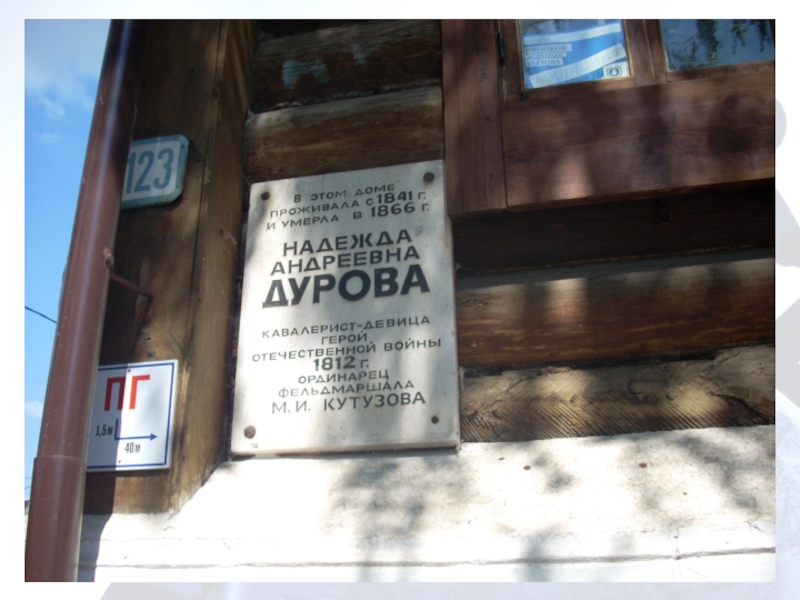 123
В ЭТОМ ДОМЕ
ПРОЖИВАЛА С 1841 Г.
И УМЕРЛА В 1866 Г.
НАДЕЖДА
АНДРЕЕВНА
ДУРОВА
КАВАЛЕРИСТ-ДЕВИЦА
ГЕРОЙ
ОТЕЧЕСТВЕННОЙ ВОЙНЫ
1812 Г.
ОРДИНАРЕЦ
ФЕЛЬДМАРШАЛА
М.И. КУТУЗОВА
ПГ
1,5 м
40м